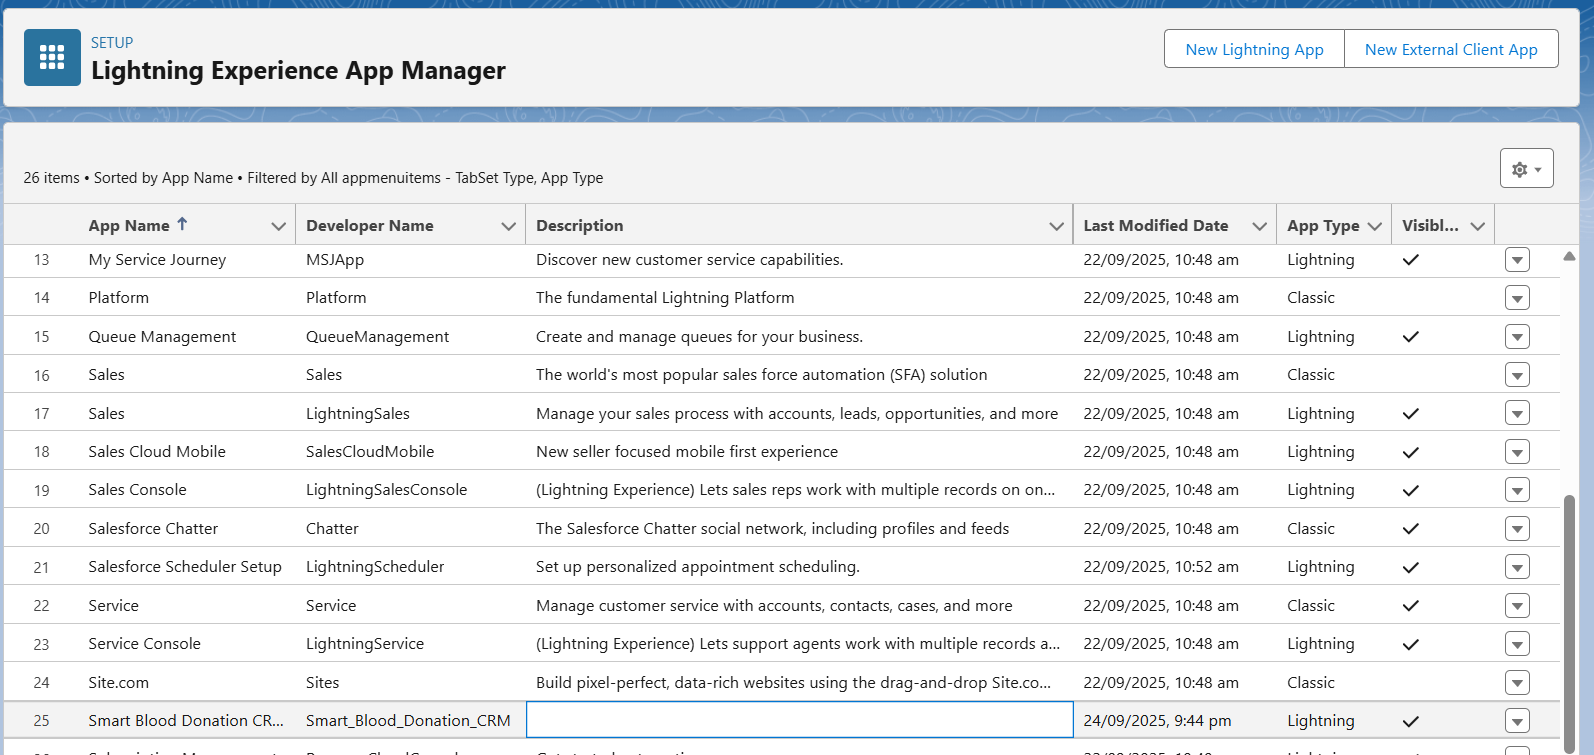 SETUP
Lightning Experience App Manager
New Lightning App New External Client App
26 items • Sorted by App Name • Filtered by All appmenuitems - TabSet Type, App Type
App Name Developer Name Description Last Modified Date App Type Visibl...
13 My Service Journey MSJApp Discover new customer service capabilities. 22/09/2025, 10:48 am Lightning
14 Platform Platform The fundamental Lightning Platform 22/09/2025, 10:48 am Classic
15 Queue Management QueueManagement Create and manage queues for your business. 22/09/2025, 10:48 am Lightning
16 Sales Sales The world's most popular sales force automation (SFA) solution 22/09/2025, 10:48 am Classic
17 Sales LightningSales Manage your sales process with accounts, leads, opportunities, and more 22/09/2025, 10:48 am Lightning
18 Sales Cloud Mobile SalesCloudMobile New seller focused mobile first experience 22/09/2025, 10:48 am Lightning
19 Sales Console LightningSalesConsole (Lightning Experience) Lets sales reps work with multiple records on on... 22/09/2025, 10:48 am Lightning
20 Salesforce Chatter Chatter The Salesforce Chatter social network, including profiles and feeds 22/09/2025, 10:48 am Classic
21 Salesforce Scheduler Setup LightningScheduler Set up personalized appointment scheduling. 22/09/2025, 10:52 am Lightning
22 Service Service Manage customer service with accounts, contacts, cases, and more 22/09/2025, 10:48 am Classic
23 Service Console LightningService (Lightning Experience) Lets support agents work with multiple records a... 22/09/2025, 10:48 am Lightning
24 Site.com Sites Build pixel-perfect, data-rich websites using the drag-and-drop Site.co... 22/09/2025, 10:48 am Classic
25 Smart Blood Donation CR... Smart_Blood_Donation_CRM 24/09/2025, 9:44 pm Lightning